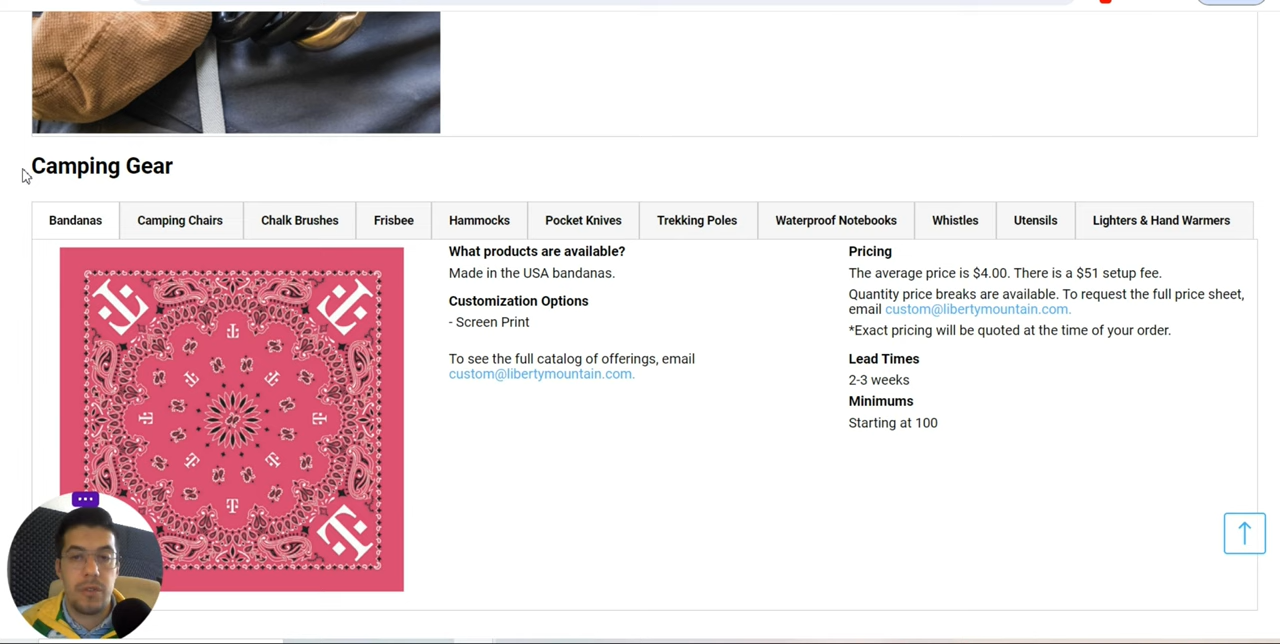 Camping Gear
Bandanas
Camping Chairs
Chalk Brushes
Frisbee
Hammocks
Pocket Knives
Trekking Poles
Waterproof Notebooks
Whistles
Utensils
Lighters & Hand Warmers
What products are available?
Made in the USA bandanas.
Customization Options
- Screen Print
To see the full catalog of offerings, email
custom@libertymountain.com.
Pricing
The average price is $4.00. There is a $51 setup fee.
Quantity price breaks are available. To request the full price sheet,
email custom@libertymountain.com.
*Exact pricing will be quoted at the time of your order.
Lead Times
2-3 weeks
Minimums
Starting at 100